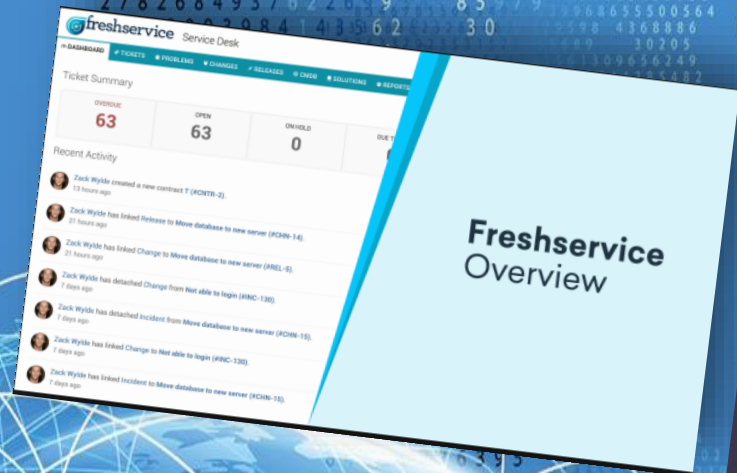 freshservice Service Desk
DASHBOARD TICKETS PROBLEMS CHANGES RELEASES CMDB SOLUTIONS REPORTS
Ticket Summary
OVERDUE OPEN ON HOLD DUE
63 63 0
Recent Activity
Zack Wylde created a new contract T (#CNTR-2).
13 hours ago
Zack Wylde has linked Release to Move database to new server (#CHN-14).
21 hours ago
Zack Wylde has linked Change to Move database to new server (#REL-5).
21 hours ago
Zack Wylde has detached Change from Not able to login (#INC-130).
7 days ago
Zack Wylde has detached Incident from Move database to new server (#CHN-15).
7 days ago
Zack Wylde has linked Change to Not able to login (#INC-130).
7 days ago
Zack Wylde has linked Incident to Move database to new server (#CHN-15).
7 days ago
Freshservice
Overview